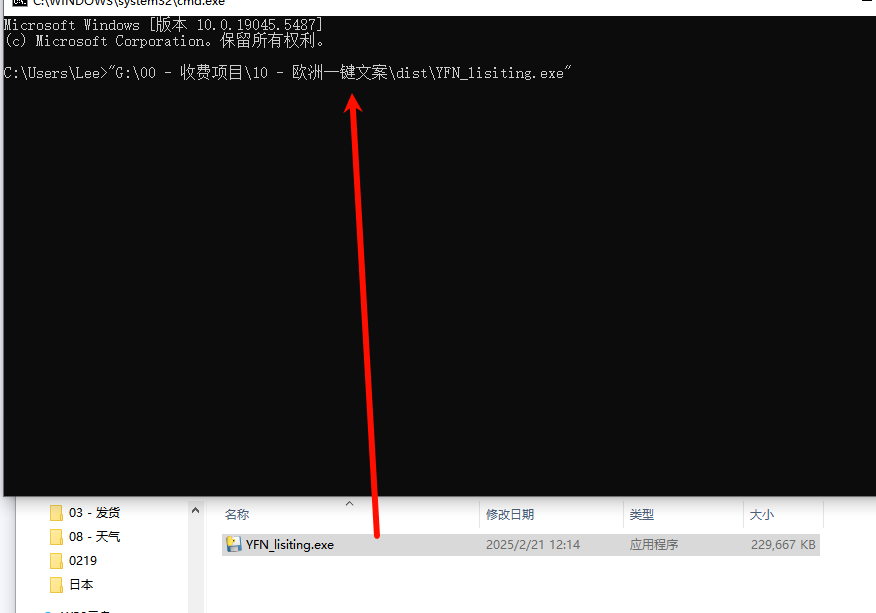 C:\WINDOWS\system32\cmd.exe
Microsoft Windows [版本 10.0.19045.5487]
(c) Microsoft Corporation。保留所有权利。
C:\Users\Lee>"G:\00 - 收费项目\10 - 欧洲一键文案\dist\YFN_lisiting.exe"
03 - 发货
08 - 天气
0219
日本
名称 修改日期 类型 大小
YFN_lisiting.exe 2025/2/21 12:14 应用程序 229,667 KB